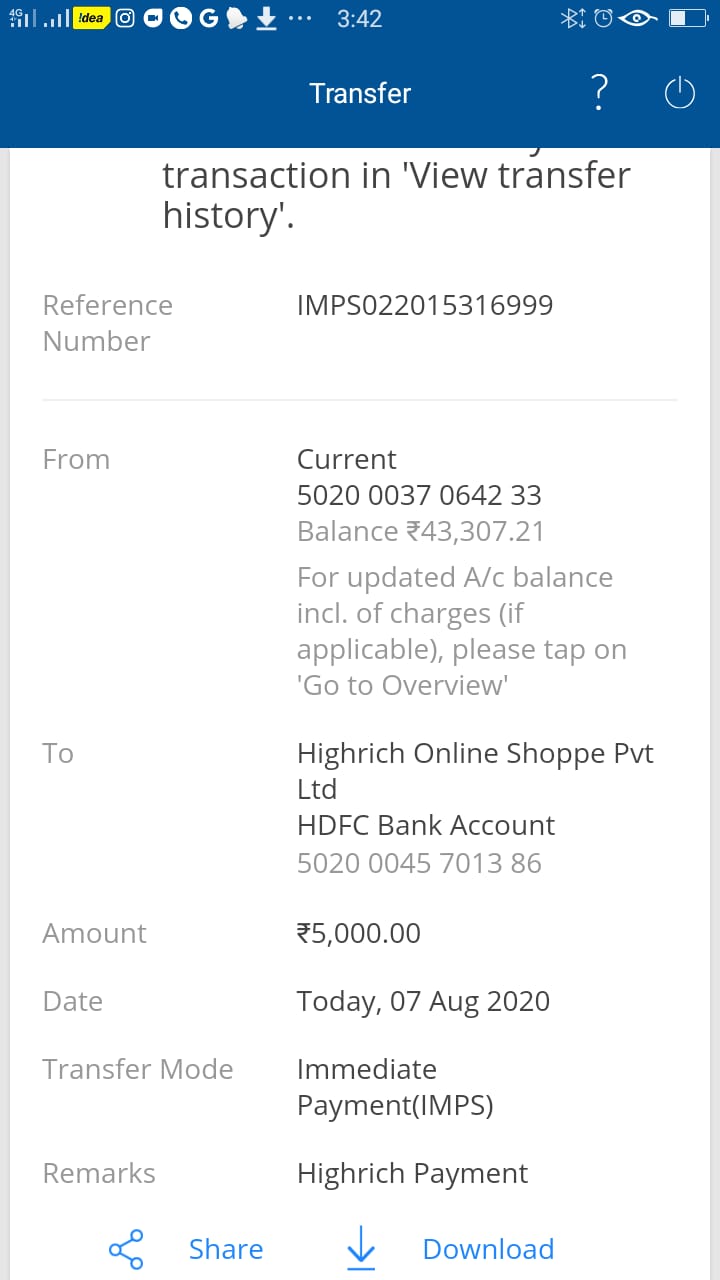 4G
!dea
3:42
Transfer
?
transaction in 'View transfer
history'.
Reference
Number
IMPS022015316999
From
Current
5020 0037 0642 33
Balance ₹43,307.21
For updated A/c balance
incl. of charges (if
applicable), please tap on
'Go to Overview'
To
Highrich Online Shoppe Pvt
Ltd
HDFC Bank Account
5020 0045 7013 86
Amount
₹5,000.00
Date
Today, 07 Aug 2020
Transfer Mode
Immediate
Payment(IMPS)
Remarks
Highrich Payment
Share
Download